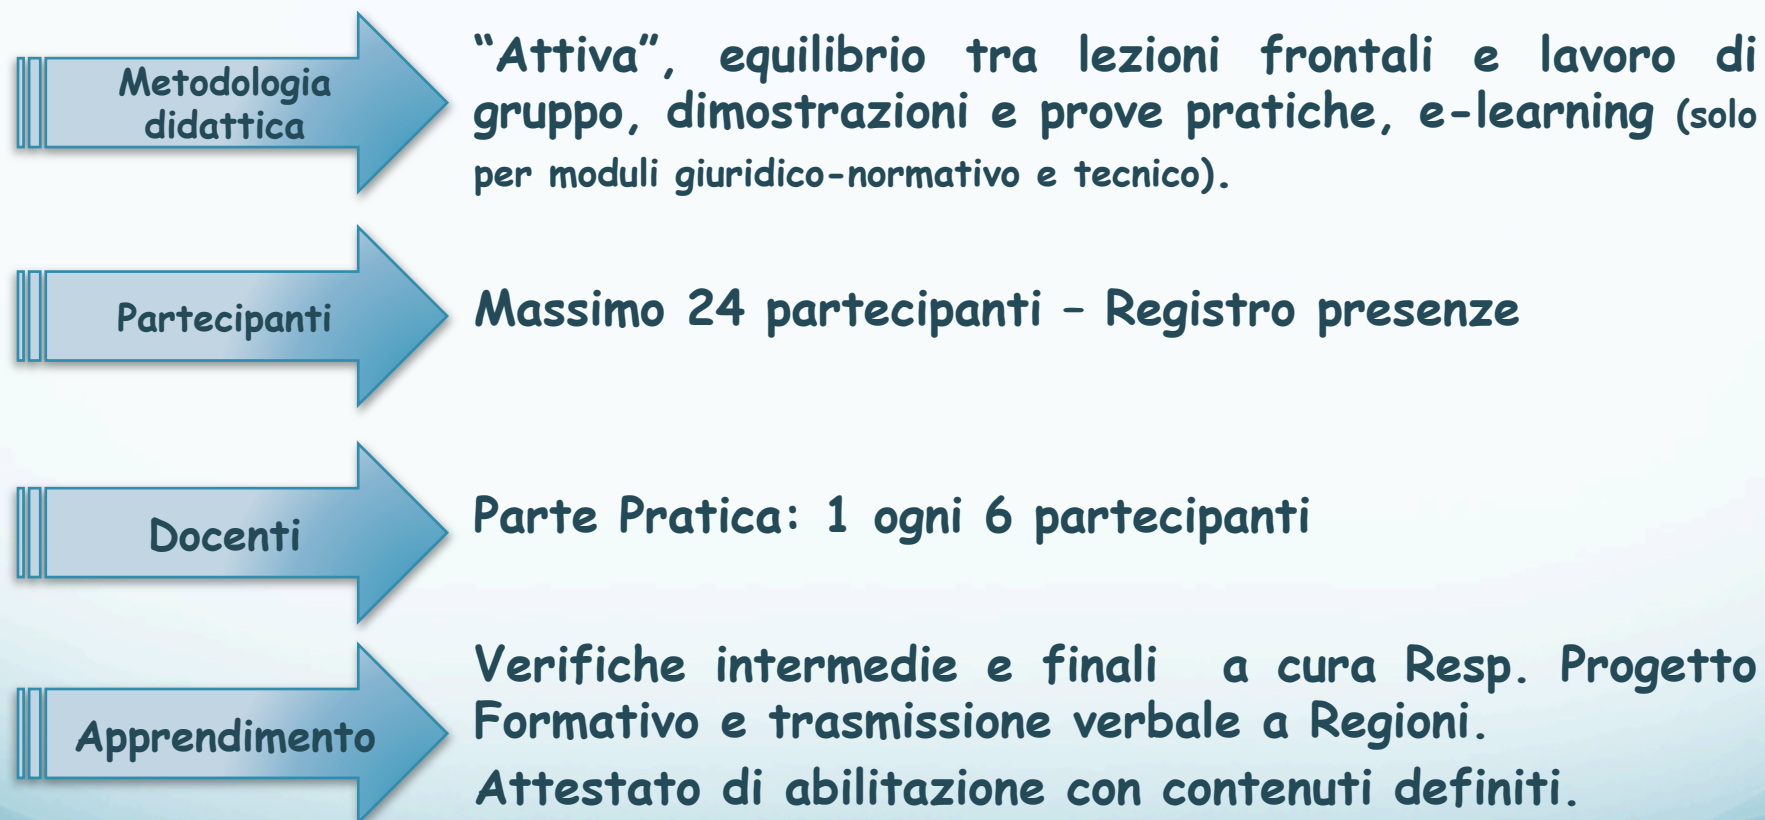 Metodologia
didattica
“Attiva”, equilibrio tra lezioni frontali e lavoro di
gruppo, dimostrazioni e prove pratiche, e-learning (solo
per moduli giuridico-normativo e tecnico).
Partecipanti
Massimo 24 partecipanti – Registro presenze
Docenti
Parte Pratica: 1 ogni 6 partecipanti
Apprendimento
Verifiche intermedie e finali a cura Resp. Progetto
Formativo e trasmissione verbale a Regioni.
Attestato di abilitazione con contenuti definiti.